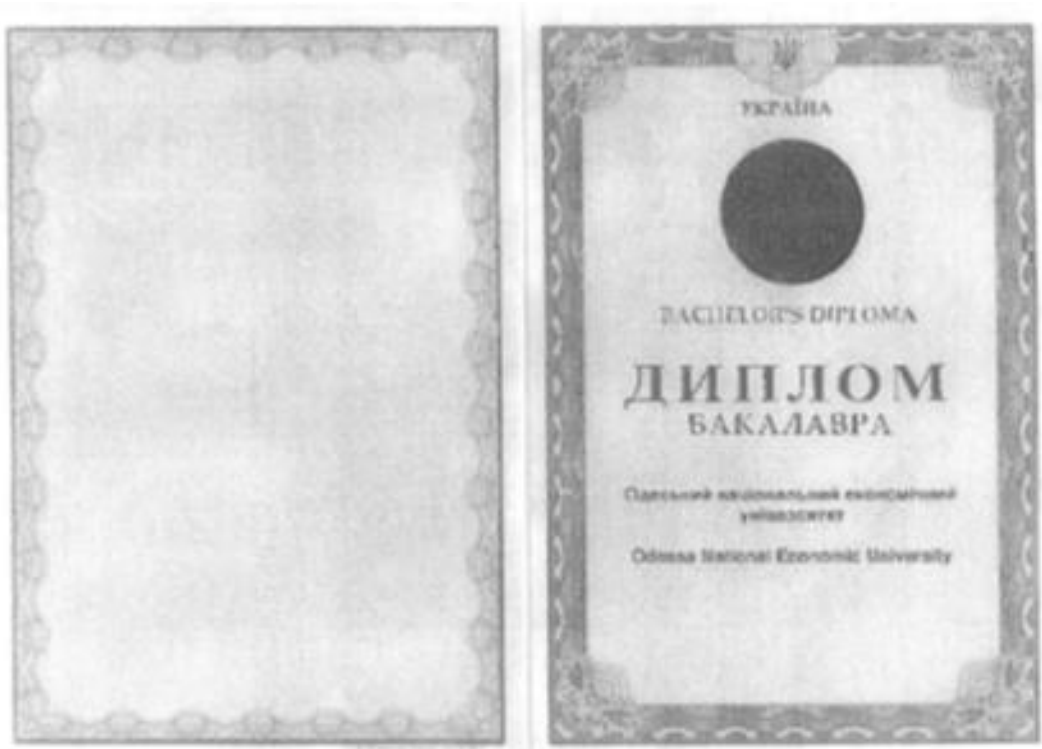 УКРАЇНА
BACHELOR'S DIPLOMA
ДИПЛОМ
БАКАЛАВРА
Одеський національний економічний
університет
Odessa National Economic University